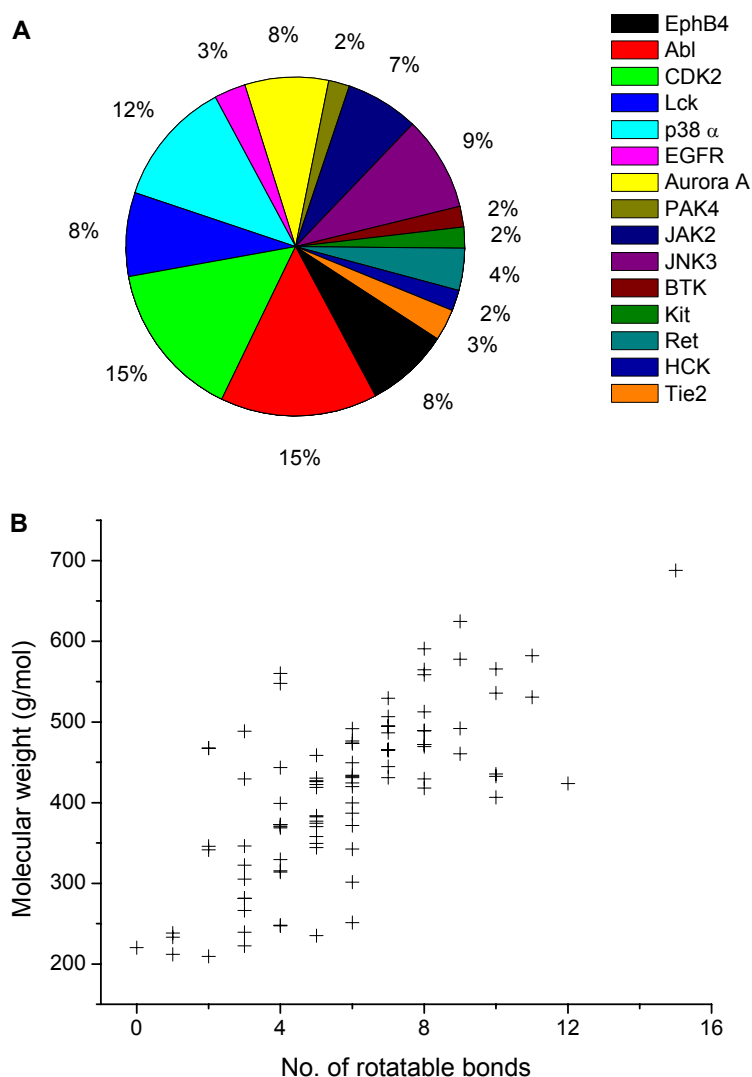 A
8%
2%
7%
9%
2%
2%
4%
2%
3%
8%
15%
15%
8%
12%
3%
EphB4
Abl
CDK2
Lck
p38 α
EGFR
Aurora A
PAK4
JAK2
JNK3
BTK
Kit
Ret
HCK
Tie2
B
Molecular weight (g/mol)
700
600
500
400
300
200
0
4
8
12
16
No. of rotatable bonds